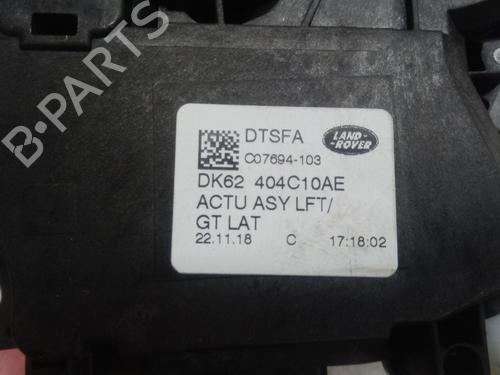 B-PARTS
DTSFA
LAND-ROVER
C07694-103
DK62 404C10AE
ACTU ASY LFT/
GT LAT
22.11.18 C 17:18:02